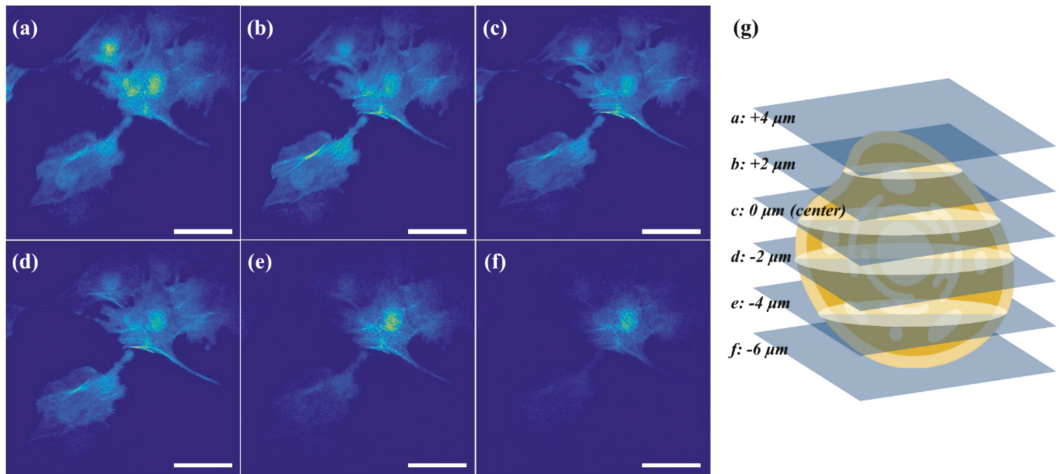 (a)
(b)
(c)
(g)
a: +4 μm
b: +2 μm
c: 0 μm (center)
d: -2 μm
e: -4 μm
f: -6 μm
(d)
(e)
(f)